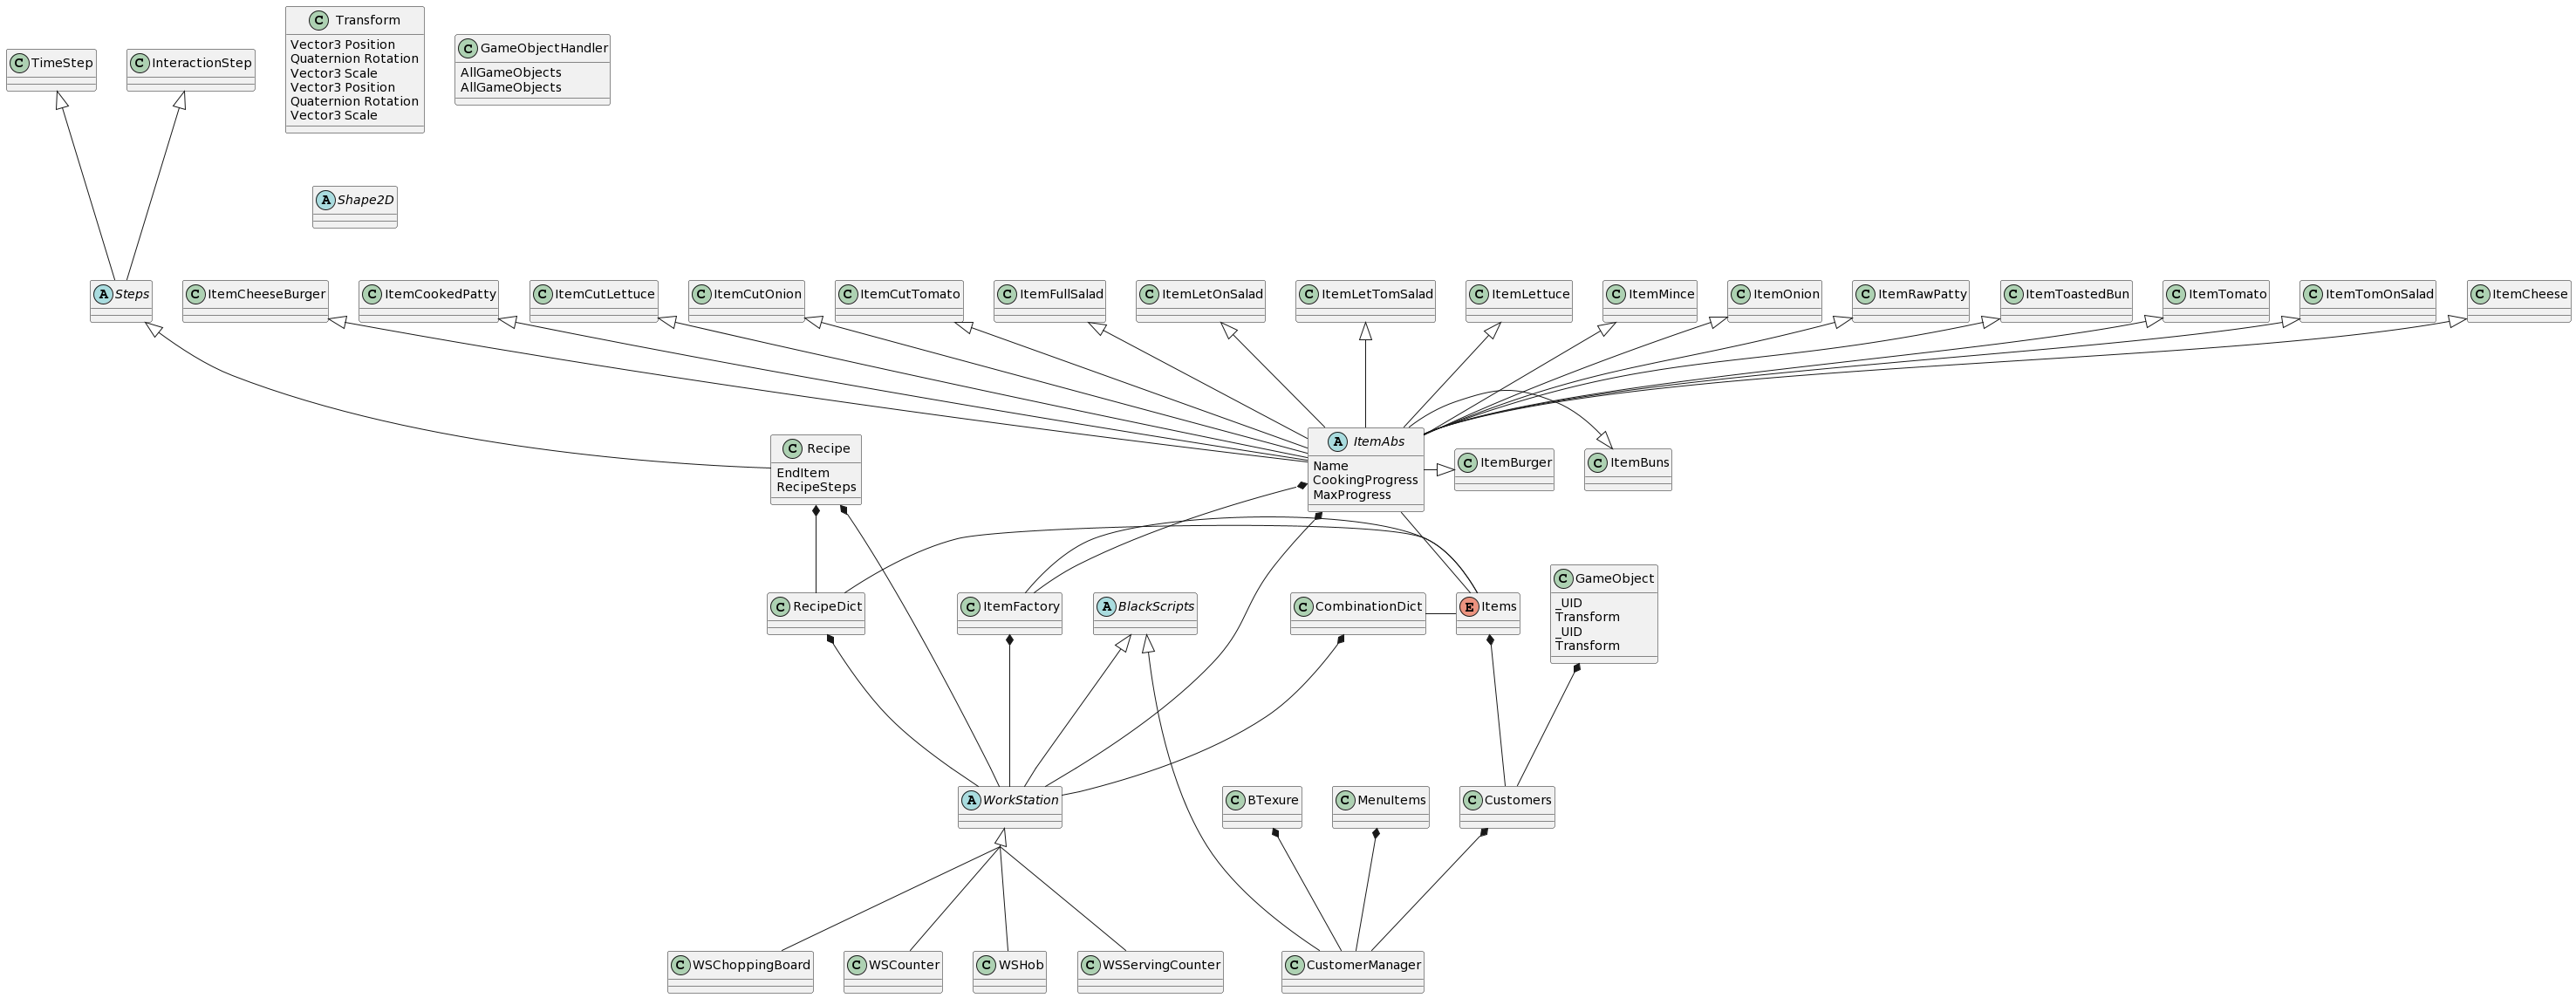 C Transform
Vector3 Position
Quaternion Rotation
Vector3 Scale
Vector3 Position
Quaternion Rotation
Vector3 Scale
C GameObjectHandler
AllGameObjects
AllGameObjects
C TimeStep
C InteractionStep
A Shape2D
A Steps
C ItemCheeseBurger
C ItemCookedPatty
C ItemCutLettuce
C ItemCutOnion
C ItemCutTomato
C ItemFullSalad
C ItemLetOnSalad
C ItemLetTomSalad
C ItemLettuce
C ItemMince
C ItemOnion
C ItemRawPatty
C ItemToastedBun
C ItemTomato
C ItemTomOnSalad
C ItemCheese
C Recipe
EndItem
RecipeSteps
A ItemAbs
Name
CookingProgress
MaxProgress
C ItemBurger
C ItemBuns
C RecipeDict
C ItemFactory
A BlackScripts
C CombinationDict
E Items
C GameObject
_UID
Transform
_UID
Transform
A WorkStation
C BTexure
C MenuItems
C Customers
C WSChoppingBoard
C WSCounter
C WSHob
C WSServingCounter
C CustomerManager